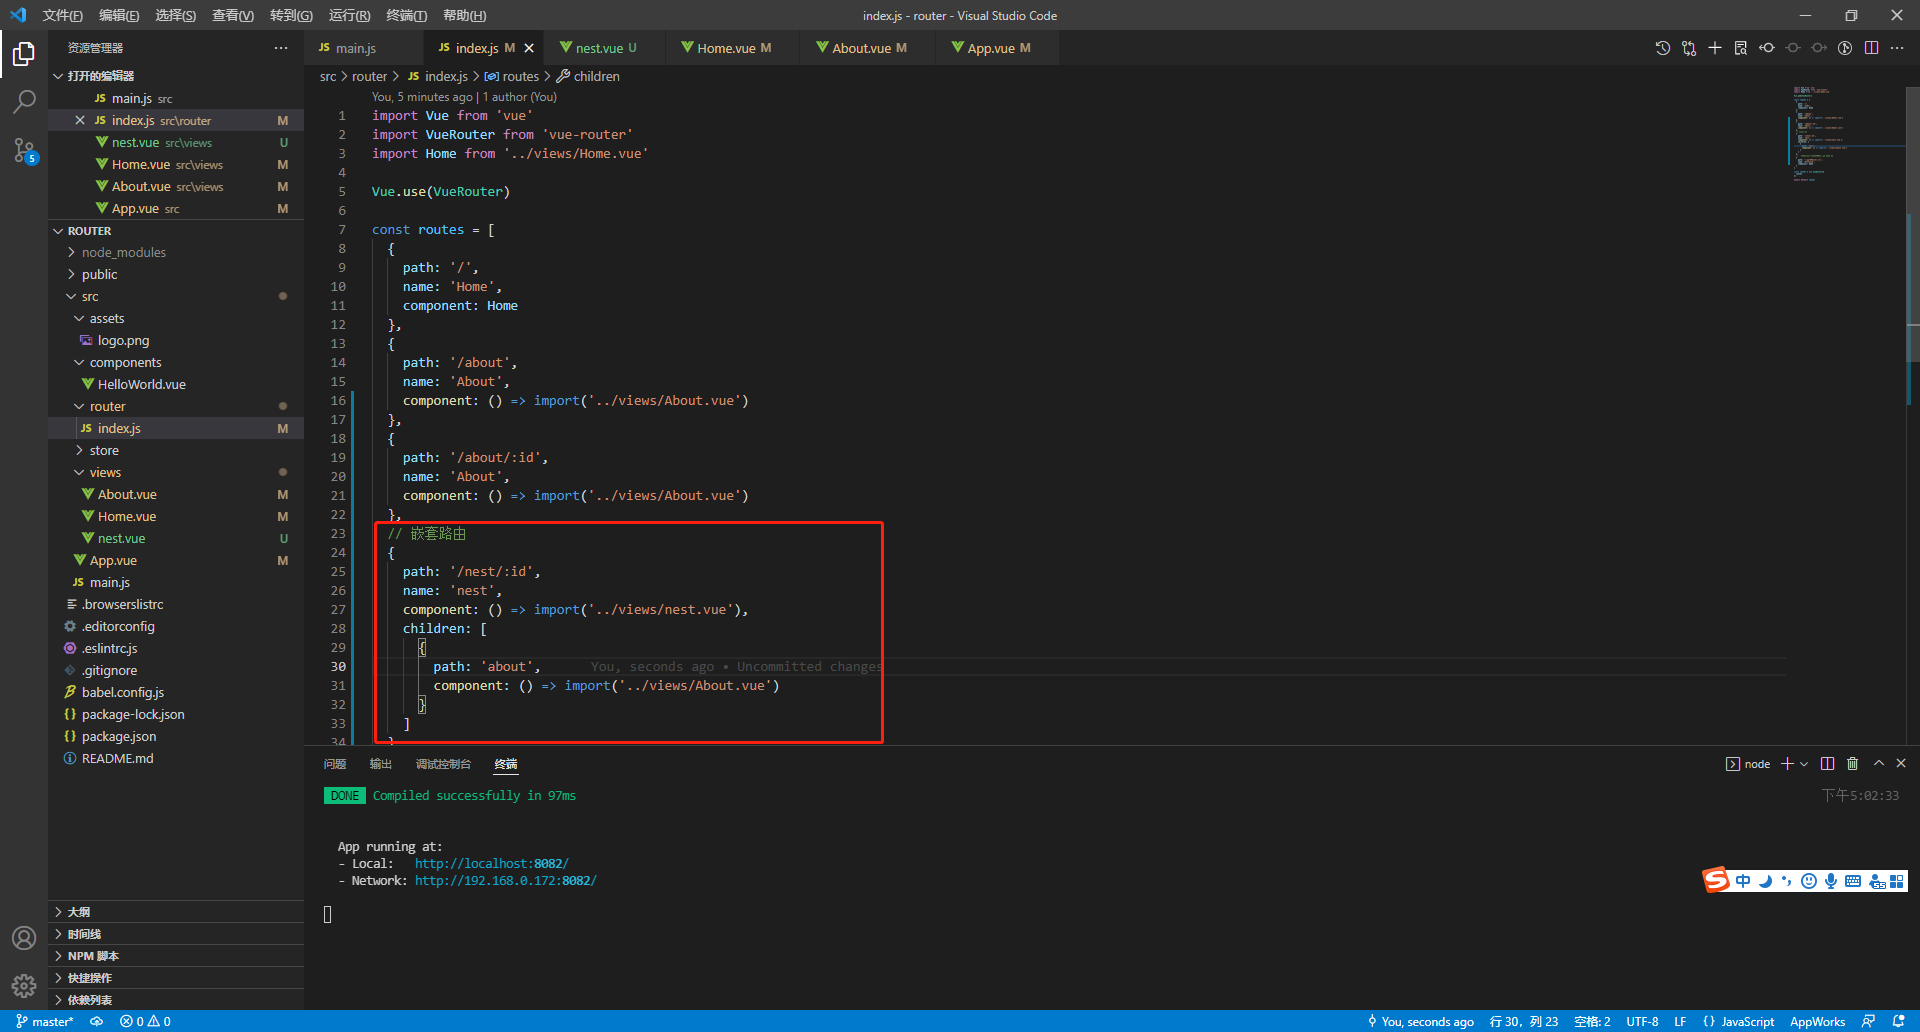 文件(F) 编辑(E) 选择(S) 查看(V) 转到(G) 运行(R) 终端(T) 帮助(H)
index.js - router - Visual Studio Code
资源管理器
打开的编辑器
JS main.js src
JS index.js src\router M
nest.vue src\views U
Home.vue src\views M
About.vue src\views M
App.vue src M
ROUTER
node_modules
public
src
assets
logo.png
components
HelloWorld.vue
router
JS index.js M
store
views
About.vue M
Home.vue M
nest.vue U
App.vue M
JS main.js
.browserslistrc
.editorconfig
.eslintrc.js
.gitignore
babel.config.js
{} package-lock.json
{} package.json
README.md
大纲
时间线
NPM 脚本
快捷操作
依赖列表
5
JS main.js
JS index.js M
nest.vue U
Home.vue M
About.vue M
App.vue M
src > router > JS index.js > routes > children
You, 5 minutes ago | 1 author (You)
1 import Vue from 'vue'
2 import VueRouter from 'vue-router'
3 import Home from '../views/Home.vue'
4
5 Vue.use(VueRouter)
6
7 const routes = [
8 {
9 path: '/',
10 name: 'Home',
11 component: Home
12 },
13 {
14 path: '/about',
15 name: 'About',
16 component: () => import('../views/About.vue')
17 },
18 {
19 path: '/about/:id',
20 name: 'About',
21 component: () => import('../views/About.vue')
22 },
23 // 嵌套路由
24 {
25 path: '/nest/:id',
26 name: 'nest',
27 component: () => import('../views/nest.vue'),
28 children: [
29 {
30 path: 'about', You, seconds ago • Uncommitted changes
31 component: () => import('../views/About.vue')
32 }
33 ]
34 }
问题 输出 调试控制台 终端
node
DONE Compiled successfully in 97ms 下午5:02:33
App running at:
- Local: http://localhost:8082/
- Network: http://192.168.0.172:8082/
中
master* 0 0
You, seconds ago 行 30，列 23 空格: 2 UTF-8 LF {} JavaScript AppWorks